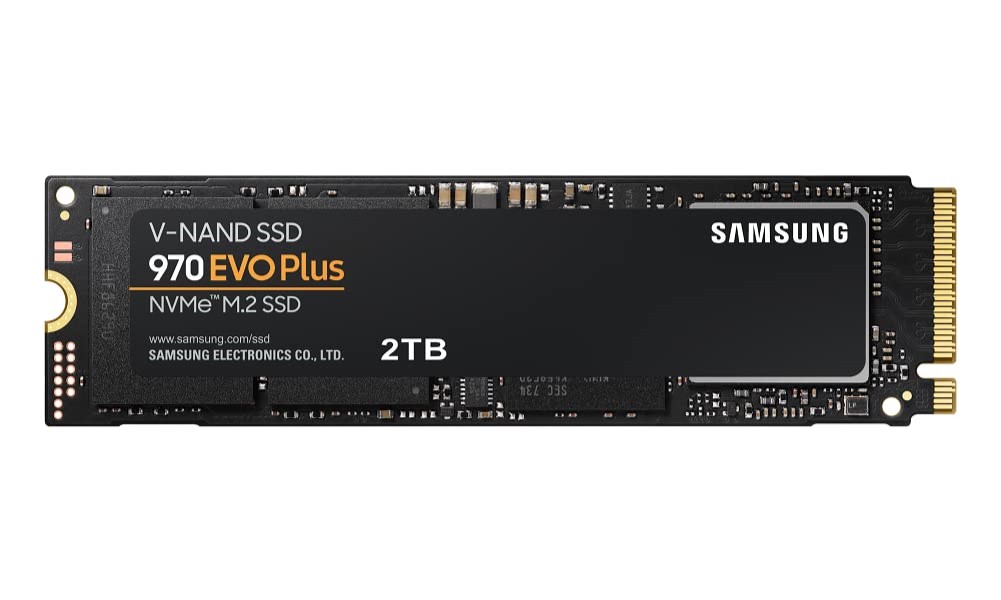 V-NAND SSD
SAMSUNG
970 EVO Plus
NVMe™ M.2 SSD
www.samsung.com/ssd
SAMSUNG ELECTRONICS CO., LTD.
2TB
SEC 734
LF